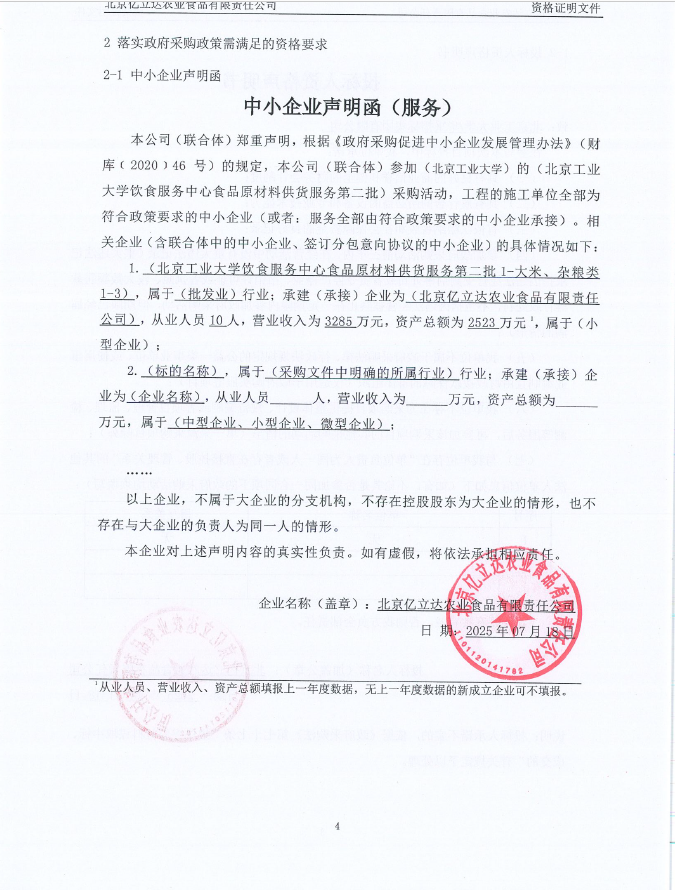 北京亿立达农业食品有限责任公司 资格证明文件
2 落实政府采购政策需满足的资格要求
2-1 中小企业声明函
中小企业声明函（服务）
本公司（联合体）郑重声明，根据《政府采购促进中小企业发展管理办法》（财
库﹝2020﹞46 号）的规定，本公司（联合体）参加（北京工业大学）的（北京工业
大学饮食服务中心食品原材料供货服务第二批）采购活动，工程的施工单位全部为
符合政策要求的中小企业（或者：服务全部由符合政策要求的中小企业承接）。相
关企业（含联合体中的中小企业、签订分包意向协议的中小企业）的具体情况如下：
1.（北京工业大学饮食服务中心食品原材料供货服务第二批 1-大米、杂粮类
1-3），属于（批发业）行业；承建（承接）企业为（北京亿立达农业食品有限责任
公司），从业人员 10 人，营业收入为 3285 万元，资产总额为 2523 万元¹，属于（小
型企业）；
2.（标的名称），属于（采购文件中明确的所属行业）行业；承建（承接）企
业为（企业名称），从业人员______人，营业收入为______万元，资产总额为______
万元，属于（中型企业、小型企业、微型企业）；
……
以上企业，不属于大企业的分支机构，不存在控股股东为大企业的情形，也不
存在与大企业的负责人为同一人的情形。
本企业对上述声明内容的真实性负责。如有虚假，将依法承担相应责任。
企业名称（盖章）：北京亿立达农业食品有限责任公司
日 期：2025 年 07 月 18 日
北京亿立达农业食品有限责任公司
1101120141762
¹从业人员、营业收入、资产总额填报上一年度数据，无上一年度数据的新成立企业可不填报。
4